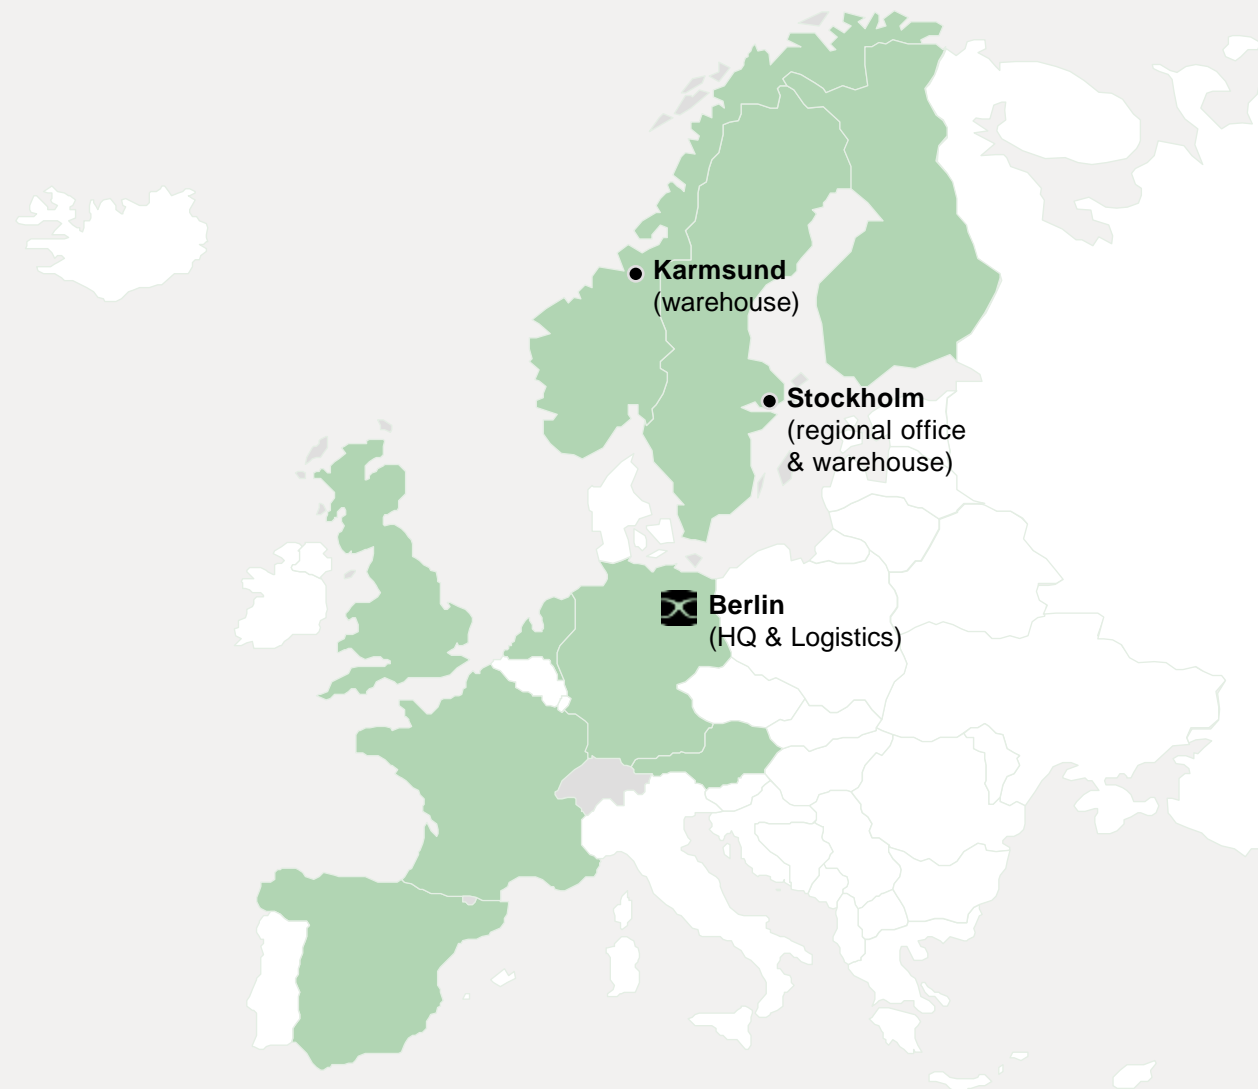 Karmsund
(warehouse)
Stockholm
(regional office
& warehouse)
Berlin
(HQ & Logistics)